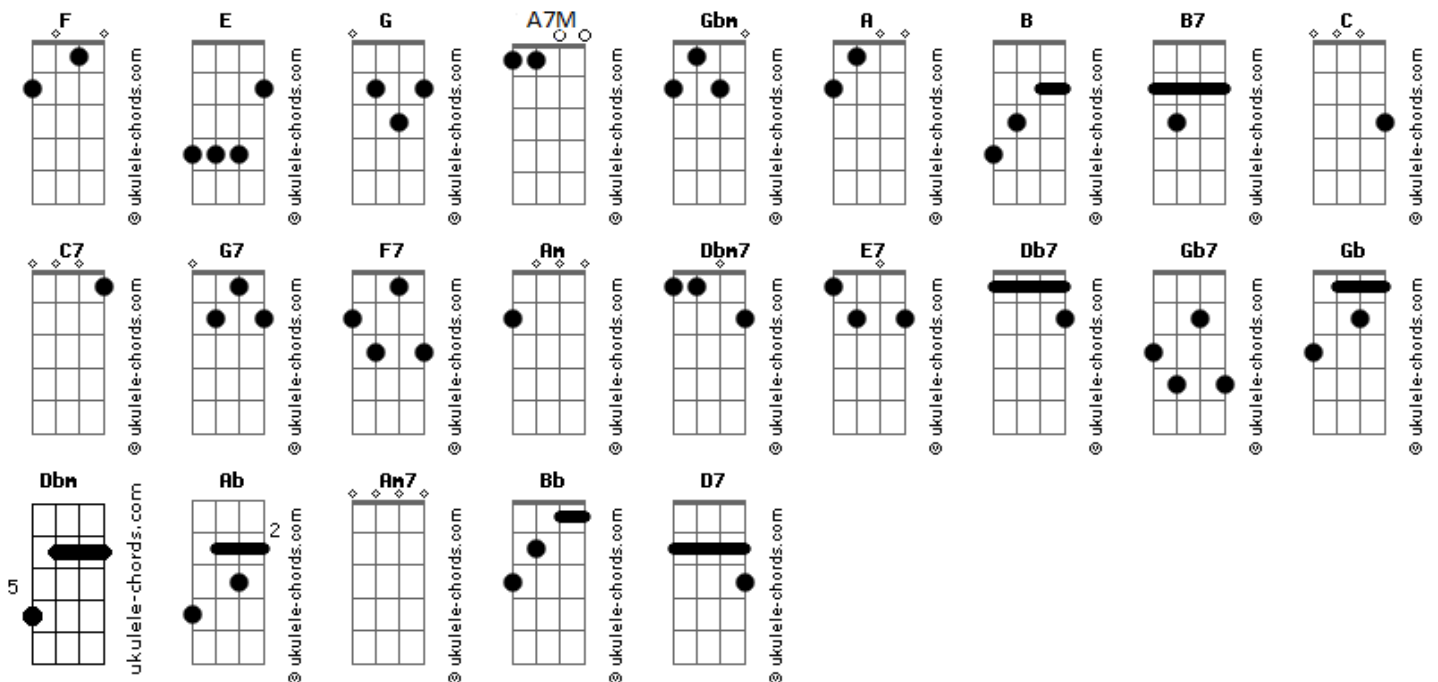 F E G A7M Gbm A B B7 C
© ukulele-chords.com © ukulele-chords.com © ukulele-chords.com © ukulele-chords.com © ukulele-chords.com © ukulele-chords.com © ukulele-chords.com © ukulele-chords.com © ukulele-chords.com
C7 G7 F7 Am Dbm7 E7 Db7 Gb7 Gb
© ukulele-chords.com © ukulele-chords.com © ukulele-chords.com © ukulele-chords.com © ukulele-chords.com © ukulele-chords.com © ukulele-chords.com © ukulele-chords.com © ukulele-chords.com
Dbm Ab Am7 Bb D7
2
5
ukulele-chords.com © ukulele-chords.com © ukulele-chords.com © ukulele-chords.com © ukulele-chords.com